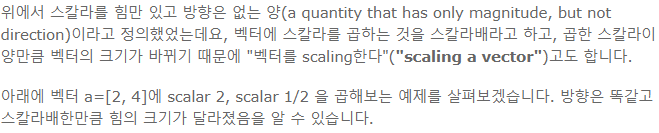 위에서 스칼라를 힘만 있고 방향은 없는 양(a quantity that has only magnitude, but not
direction)이라고 정의했었는데요, 벡터에 스칼라를 곱하는 것을 스칼라배라고 하고, 곱한 스칼라이
양만큼 벡터의 크기가 바뀌기 때문에 "벡터를 scaling한다"("scaling a vector")고도 합니다.
아래에 벡터 a=[2, 4]에 scalar 2, scalar 1/2 을 곱해보는 예제를 살펴보겠습니다. 방향은 똑같고
스칼라배한만큼 힘의 크기가 달라졌음을 알 수 있습니다.